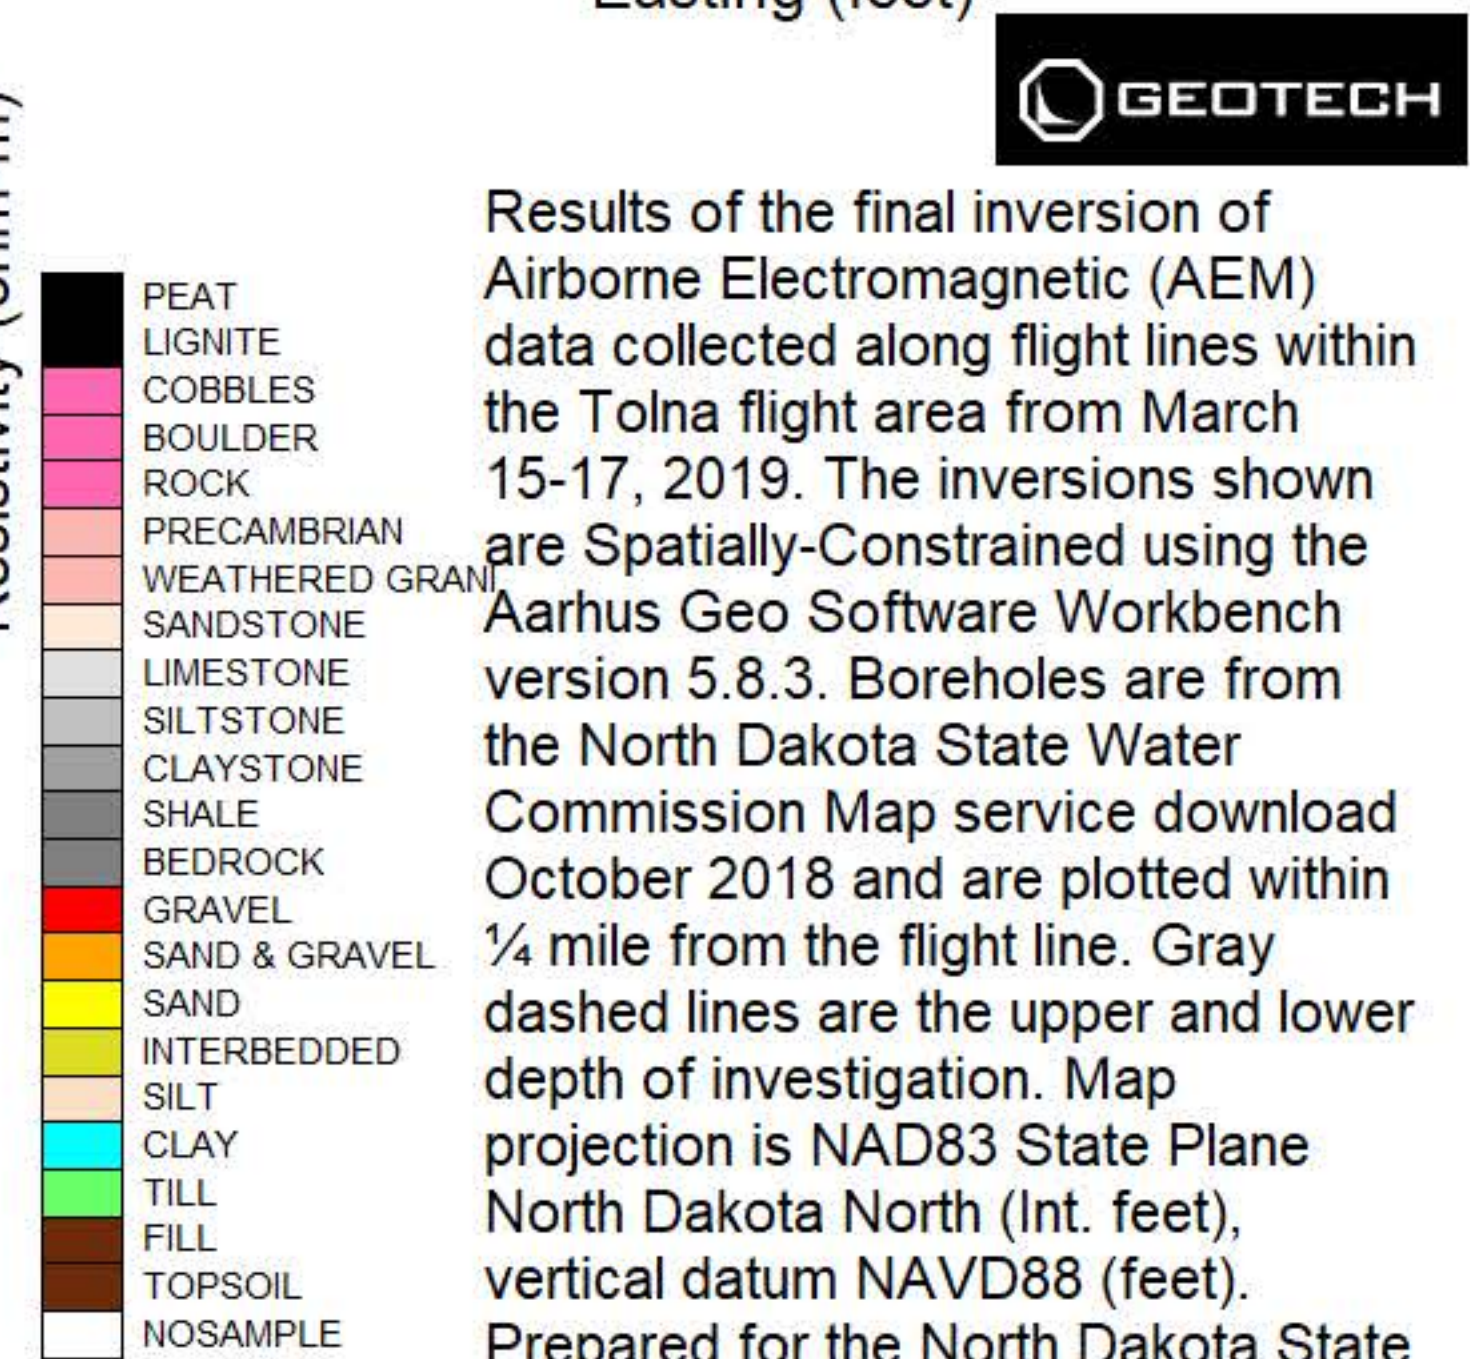 Easting (feet)
GEOTECH
Resistivity (ohm-m)
PEAT
LIGNITE
COBBLES
BOULDER
ROCK
PRECAMBRIAN
WEATHERED GRANI
SANDSTONE
LIMESTONE
SILTSTONE
CLAYSTONE
SHALE
BEDROCK
GRAVEL
SAND & GRAVEL
SAND
INTERBEDDED
SILT
CLAY
TILL
FILL
TOPSOIL
NOSAMPLE
Results of the final inversion of
Airborne Electromagnetic (AEM)
data collected along flight lines within
the Tolna flight area from March
15-17, 2019. The inversions shown
are Spatially-Constrained using the
Aarhus Geo Software Workbench
version 5.8.3. Boreholes are from
the North Dakota State Water
Commission Map service download
October 2018 and are plotted within
¼ mile from the flight line. Gray
dashed lines are the upper and lower
depth of investigation. Map
projection is NAD83 State Plane
North Dakota North (Int. feet),
vertical datum NAVD88 (feet).
Prepared for the North Dakota State